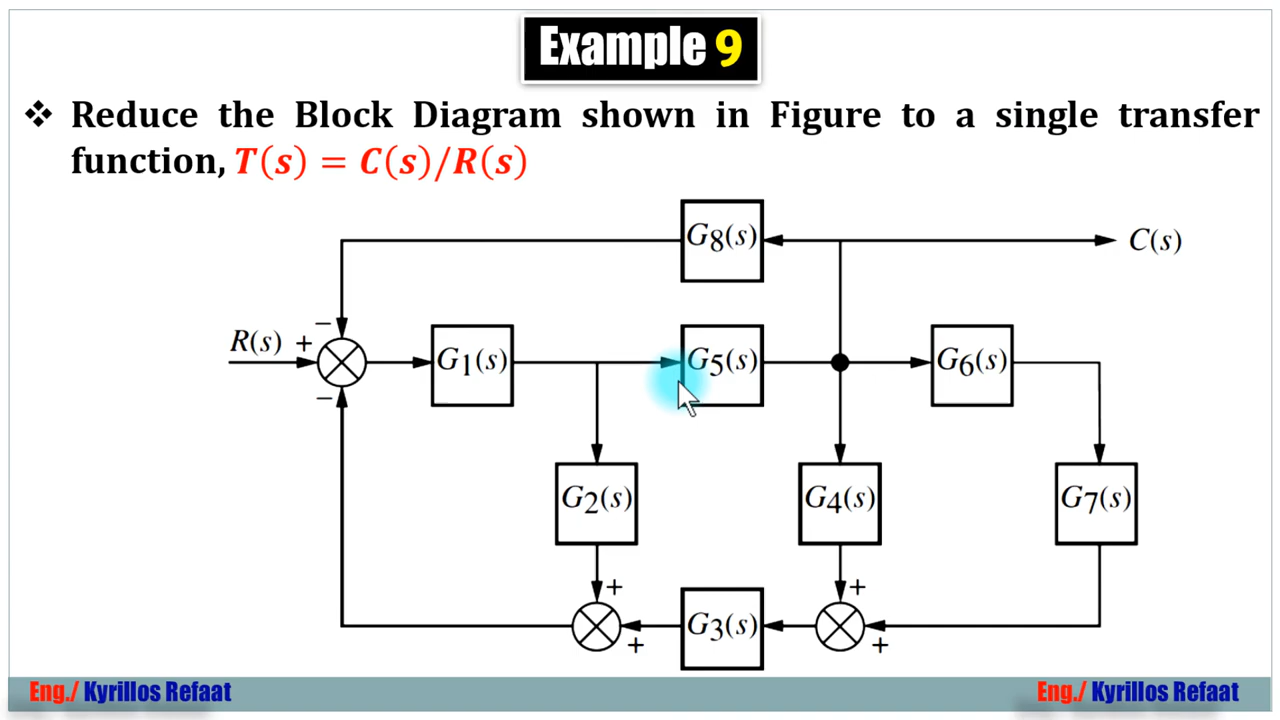 Example 9
❖ Reduce the Block Diagram shown in Figure to a single transfer
function, T(s) = C(s)/R(s)
G8(s)
C(s)
−
R(s) +
G1(s)
G5(s)
G6(s)
−
G2(s)
G4(s)
G7(s)
+
+
G3(s)
+
+
Eng./ Kyrillos Refaat
Eng./ Kyrillos Refaat